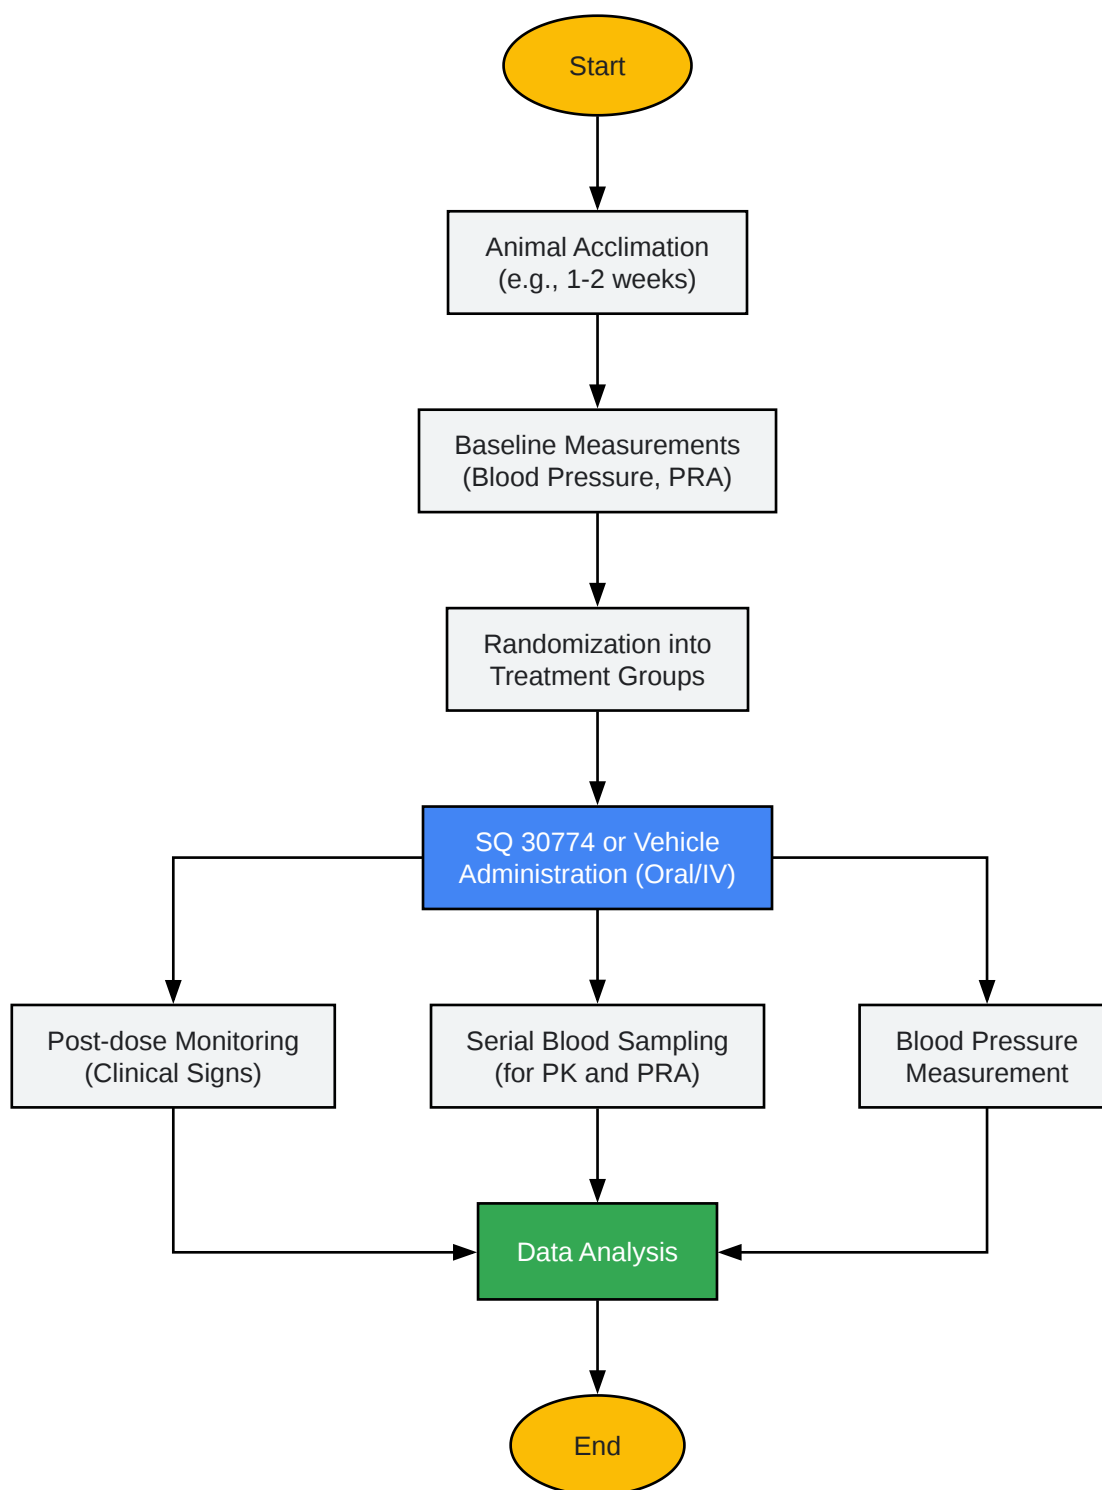 Start
Animal Acclimation
(e.g., 1-2 weeks)
Baseline Measurements
(Blood Pressure, PRA)
Randomization into
Treatment Groups
SQ 30774 or Vehicle
Administration (Oral/IV)
Post-dose Monitoring
(Clinical Signs)
Serial Blood Sampling
(for PK and PRA)
Blood Pressure
Measurement
Data Analysis
End